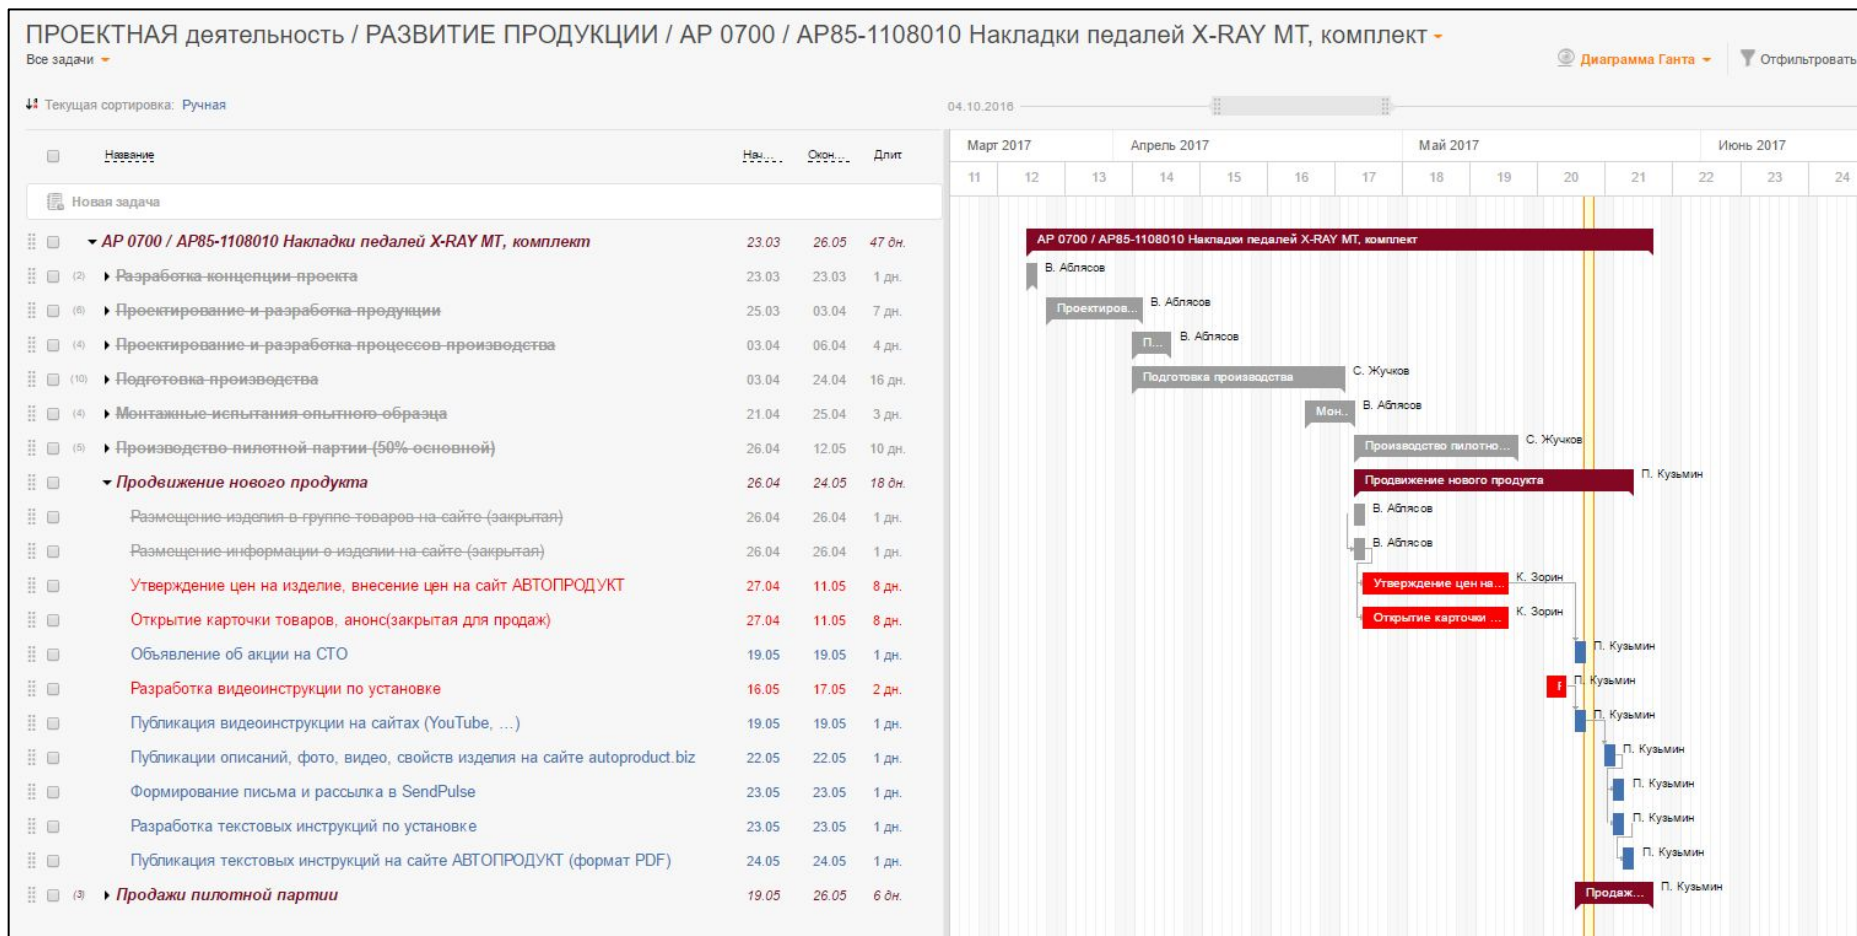 ПРОЕКТНАЯ деятельность / РАЗВИТИЕ ПРОДУКЦИИ / АР 0700 / АР85-1108010 Накладки педалей X-RAY МТ, комплект
Все задачи
Диаграмма Ганта Отфильтровать
Текущая сортировка: Ручная
04.10.2016
Название Нач... Окон... Длит
Март 2017 Апрель 2017 Май 2017 Июнь 2017
11 12 13 14 15 16 17 18 19 20 21 22 23 24
Новая задача
АР 0700 / АР85-1108010 Накладки педалей X-RAY МТ, комплект 23.03 26.05 47 дн. АР 0700 / АР85-1108010 Накладки педалей X-RAY МТ, комплект
(2) Разработка концепции проекта 23.03 23.03 1 дн. В. Аблясов
(6) Проектирование и разработка продукции 25.03 03.04 7 дн. Проектиров... В. Аблясов
(4) Проектирование и разработка процессов производства 03.04 06.04 4 дн. П... В. Аблясов
(10) Подготовка производства 03.04 24.04 16 дн. Подготовка производства С. Жучков
(4) Монтажные испытания опытного образца 21.04 25.04 3 дн. Мон.. В. Аблясов
(5) Производство пилотной партии (50% основной) 26.04 12.05 10 дн. Производство пилотно... С. Жучков
Продвижение нового продукта 26.04 24.05 18 дн. Продвижение нового продукта П. Кузьмин
Размещение изделия в группе товаров на сайте (закрытая) 26.04 26.04 1 дн. В. Аблясов
Размещение информации о изделии на сайте (закрытая) 26.04 26.04 1 дн. В. Аблясов
Утверждение цен на изделие, внесение цен на сайт АВТОПРОДУКТ 27.04 11.05 8 дн. Утверждение цен на... К. Зорин
Открытие карточки товаров, анонс(закрытая для продаж) 27.04 11.05 8 дн. Открытие карточки ... К. Зорин
Объявление об акции на СТО 19.05 19.05 1 дн. П. Кузьмин
Разработка видеоинструкции по установке 16.05 17.05 2 дн. П. Кузьмин
Публикация видеоинструкции на сайтах (YouTube, ...) 19.05 19.05 1 дн. П. Кузьмин
Публикации описаний, фото, видео, свойств изделия на сайте autoproduct.biz 22.05 22.05 1 дн. П. Кузьмин
Формирование письма и рассылка в SendPulse 23.05 23.05 1 дн. П. Кузьмин
Разработка текстовых инструкций по установке 23.05 23.05 1 дн. П. Кузьмин
Публикация текстовых инструкций на сайте АВТОПРОДУКТ (формат PDF) 24.05 24.05 1 дн. П. Кузьмин
(3) Продажи пилотной партии 19.05 26.05 6 дн. Продаж... П. Кузьмин